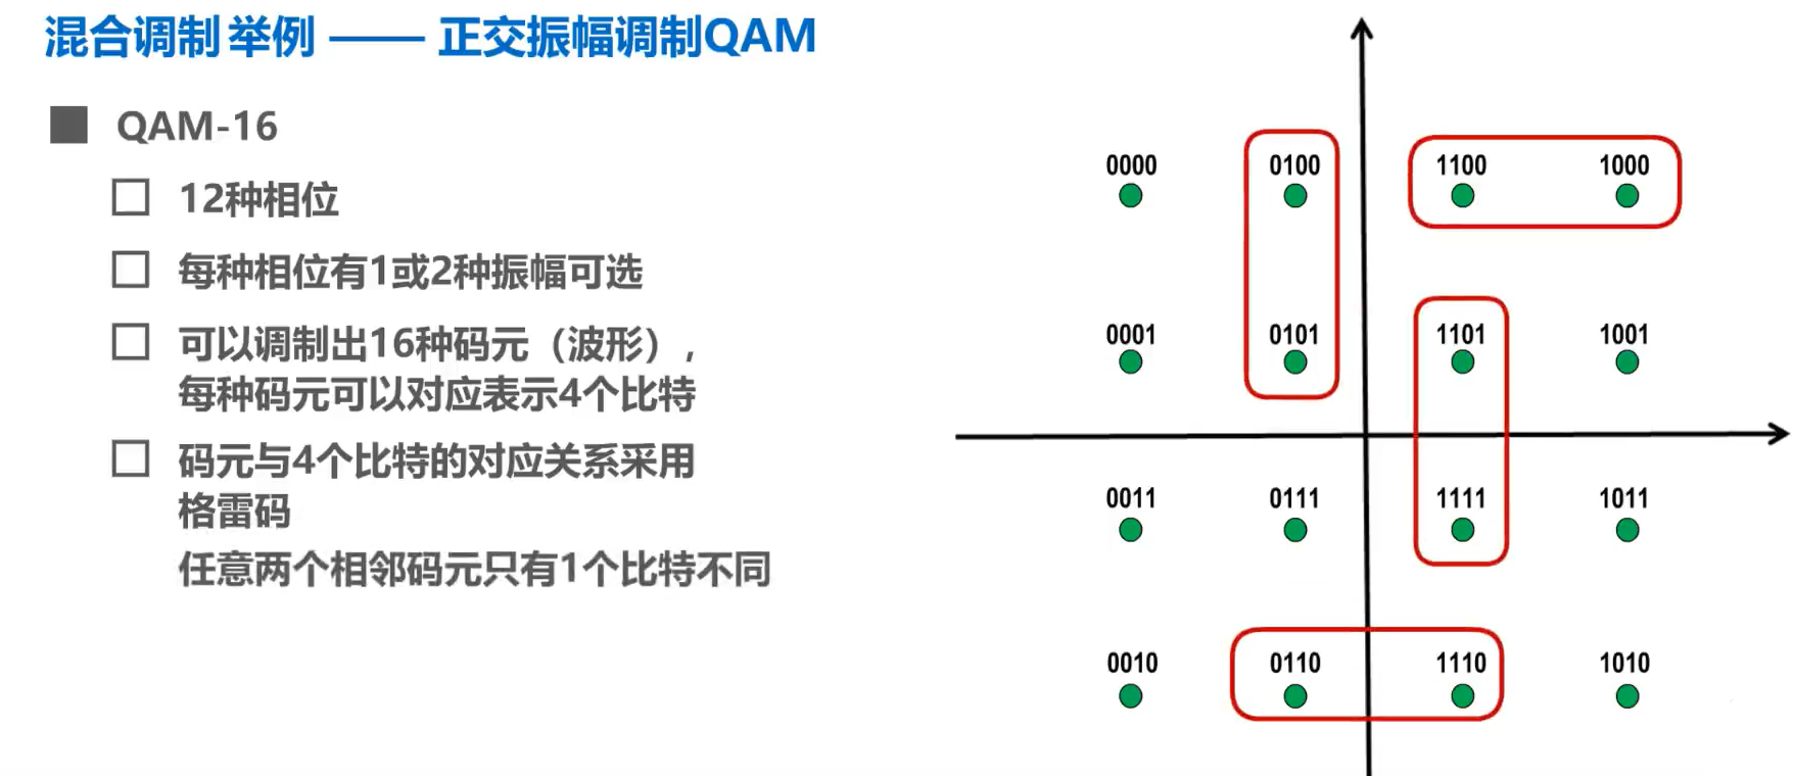 混合调制 举例 —— 正交振幅调制QAM
QAM-16
12种相位
每种相位有1或2种振幅可选
可以调制出16种码元（波形），
每种码元可以对应表示4个比特
码元与4个比特的对应关系采用
格雷码
任意两个相邻码元只有1个比特不同
0000 0100 1100 1000
0001 0101 1101 1001
0011 0111 1111 1011
0010 0110 1110 1010